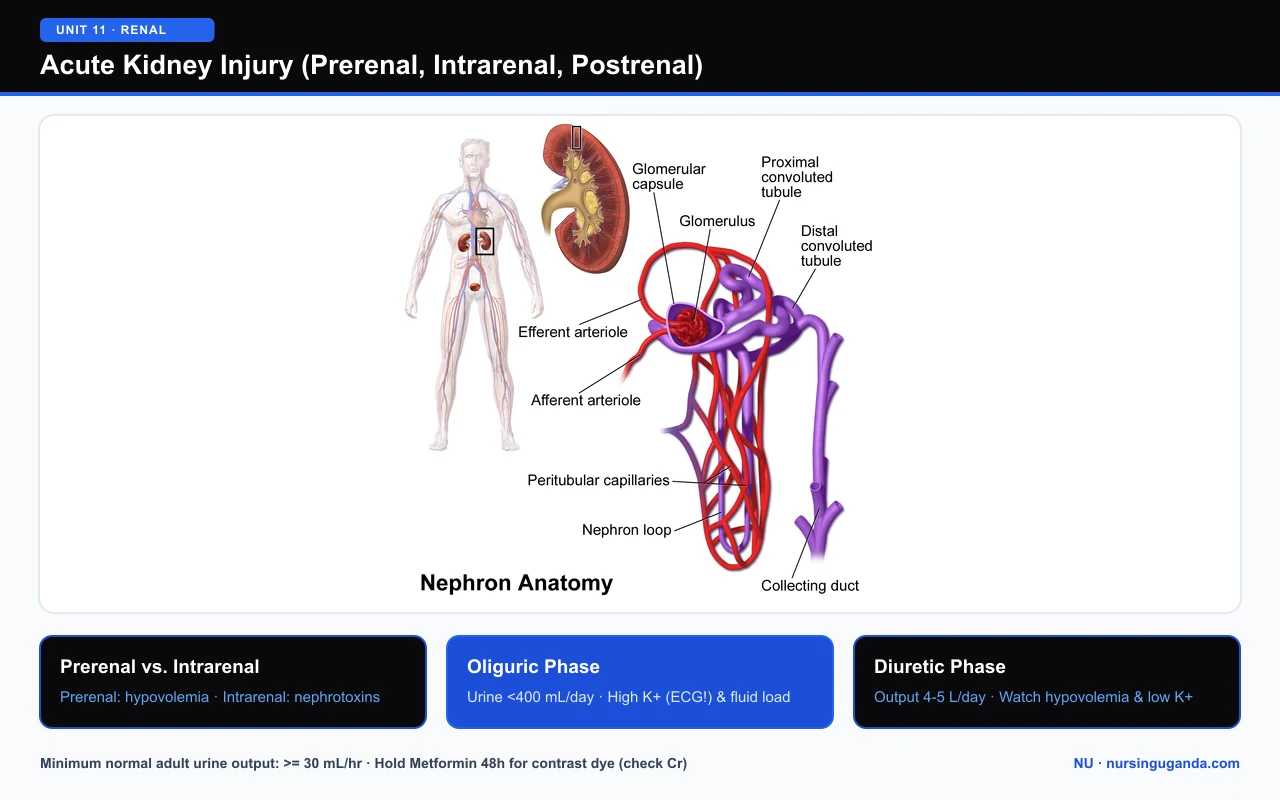 UNIT 11 · RENAL
Acute Kidney Injury (Prerenal, Intrarenal, Postrenal)
Glomerular
capsule
Proximal
convoluted
tubule
Glomerulus
Distal
convoluted
tubule
Efferent arteriole
Afferent arteriole
Peritubular capillaries
Nephron loop
Nephron Anatomy
Collecting duct
Prerenal vs. Intrarenal
Prerenal: hypovolemia · Intrarenal: nephrotoxins
Oliguric Phase
Urine <400 mL/day · High K+ (ECG!) & fluid load
Diuretic Phase
Output 4-5 L/day · Watch hypovolemia & low K+
Minimum normal adult urine output: >= 30 mL/hr · Hold Metformin 48h for contrast dye (check Cr)
NU · nursinguganda.com